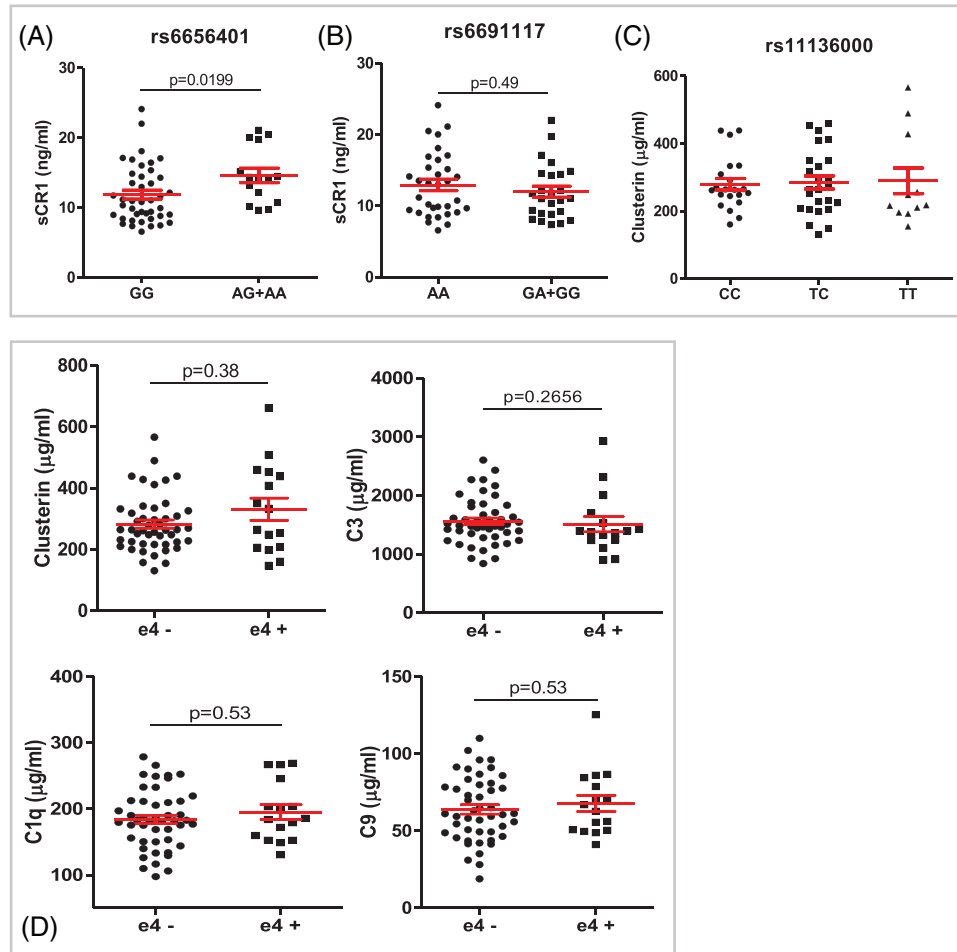 (A)
rs6656401
30
20
10
0
sCR1 (ng/ml)
p=0.0199
GG AG+AA
(B)
rs6691117
30
20
10
0
sCR1 (ng/ml)
p=0.49
AA GA+GG
(C)
rs11136000
600
400
200
0
Clusterin (μg/ml)
CC TC TT
800
600
400
200
0
Clusterin (μg/ml)
p=0.38
e4 - e4 +
4000
3000
2000
1000
0
C3 (μg/ml)
p=0.2656
e4 - e4 +
400
300
200
100
C1q (μg/ml)
p=0.53
e4 - e4 +
150
100
50
0
C9 (μg/ml)
p=0.53
e4 - e4 +
(D)